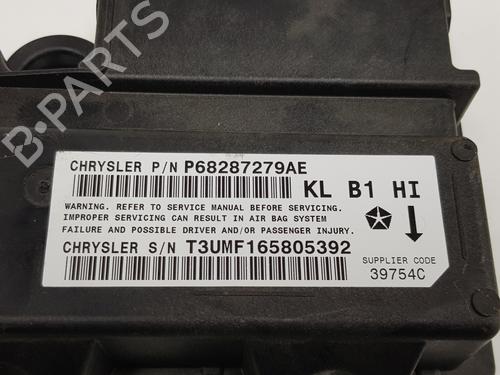 CHRYSLER P/N P68287279AE
KL B1 HI
WARNING. REFER TO SERVICE MANUAL BEFORE SERVICING.
IMPROPER SERVICING CAN RESULT IN AIR BAG SYSTEM
FAILURE AND POSSIBLE DRIVER AND/OR PASSENGER INJURY.
CHRYSLER S/N T3UMF165805392
SUPPLIER CODE
39754C
B-PARTS